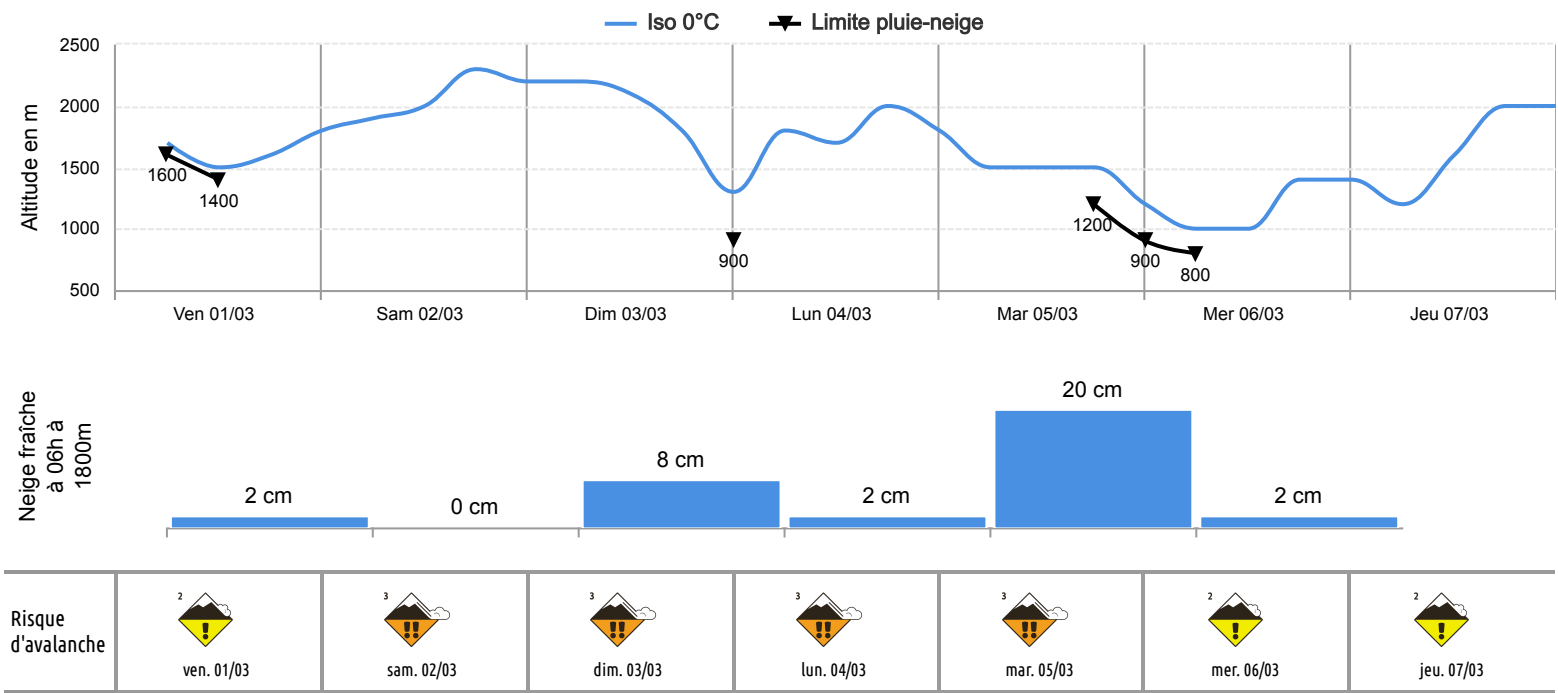 Iso 0°C Limite pluie-neige
Altitude en m
2500
2000
1500
1000
500
1600
1400
900
1200
900
800
Ven 01/03 Sam 02/03 Dim 03/03 Lun 04/03 Mar 05/03 Mer 06/03 Jeu 07/03
Neige fraîche
à 06h à
1800m
2 cm 0 cm 8 cm 2 cm 20 cm 2 cm
Risque
d'avalanche
2 3 3 3 3 2 2
! !! !! !! !! ! !
ven. 01/03 sam. 02/03 dim. 03/03 lun. 04/03 mar. 05/03 mer. 06/03 jeu. 07/03